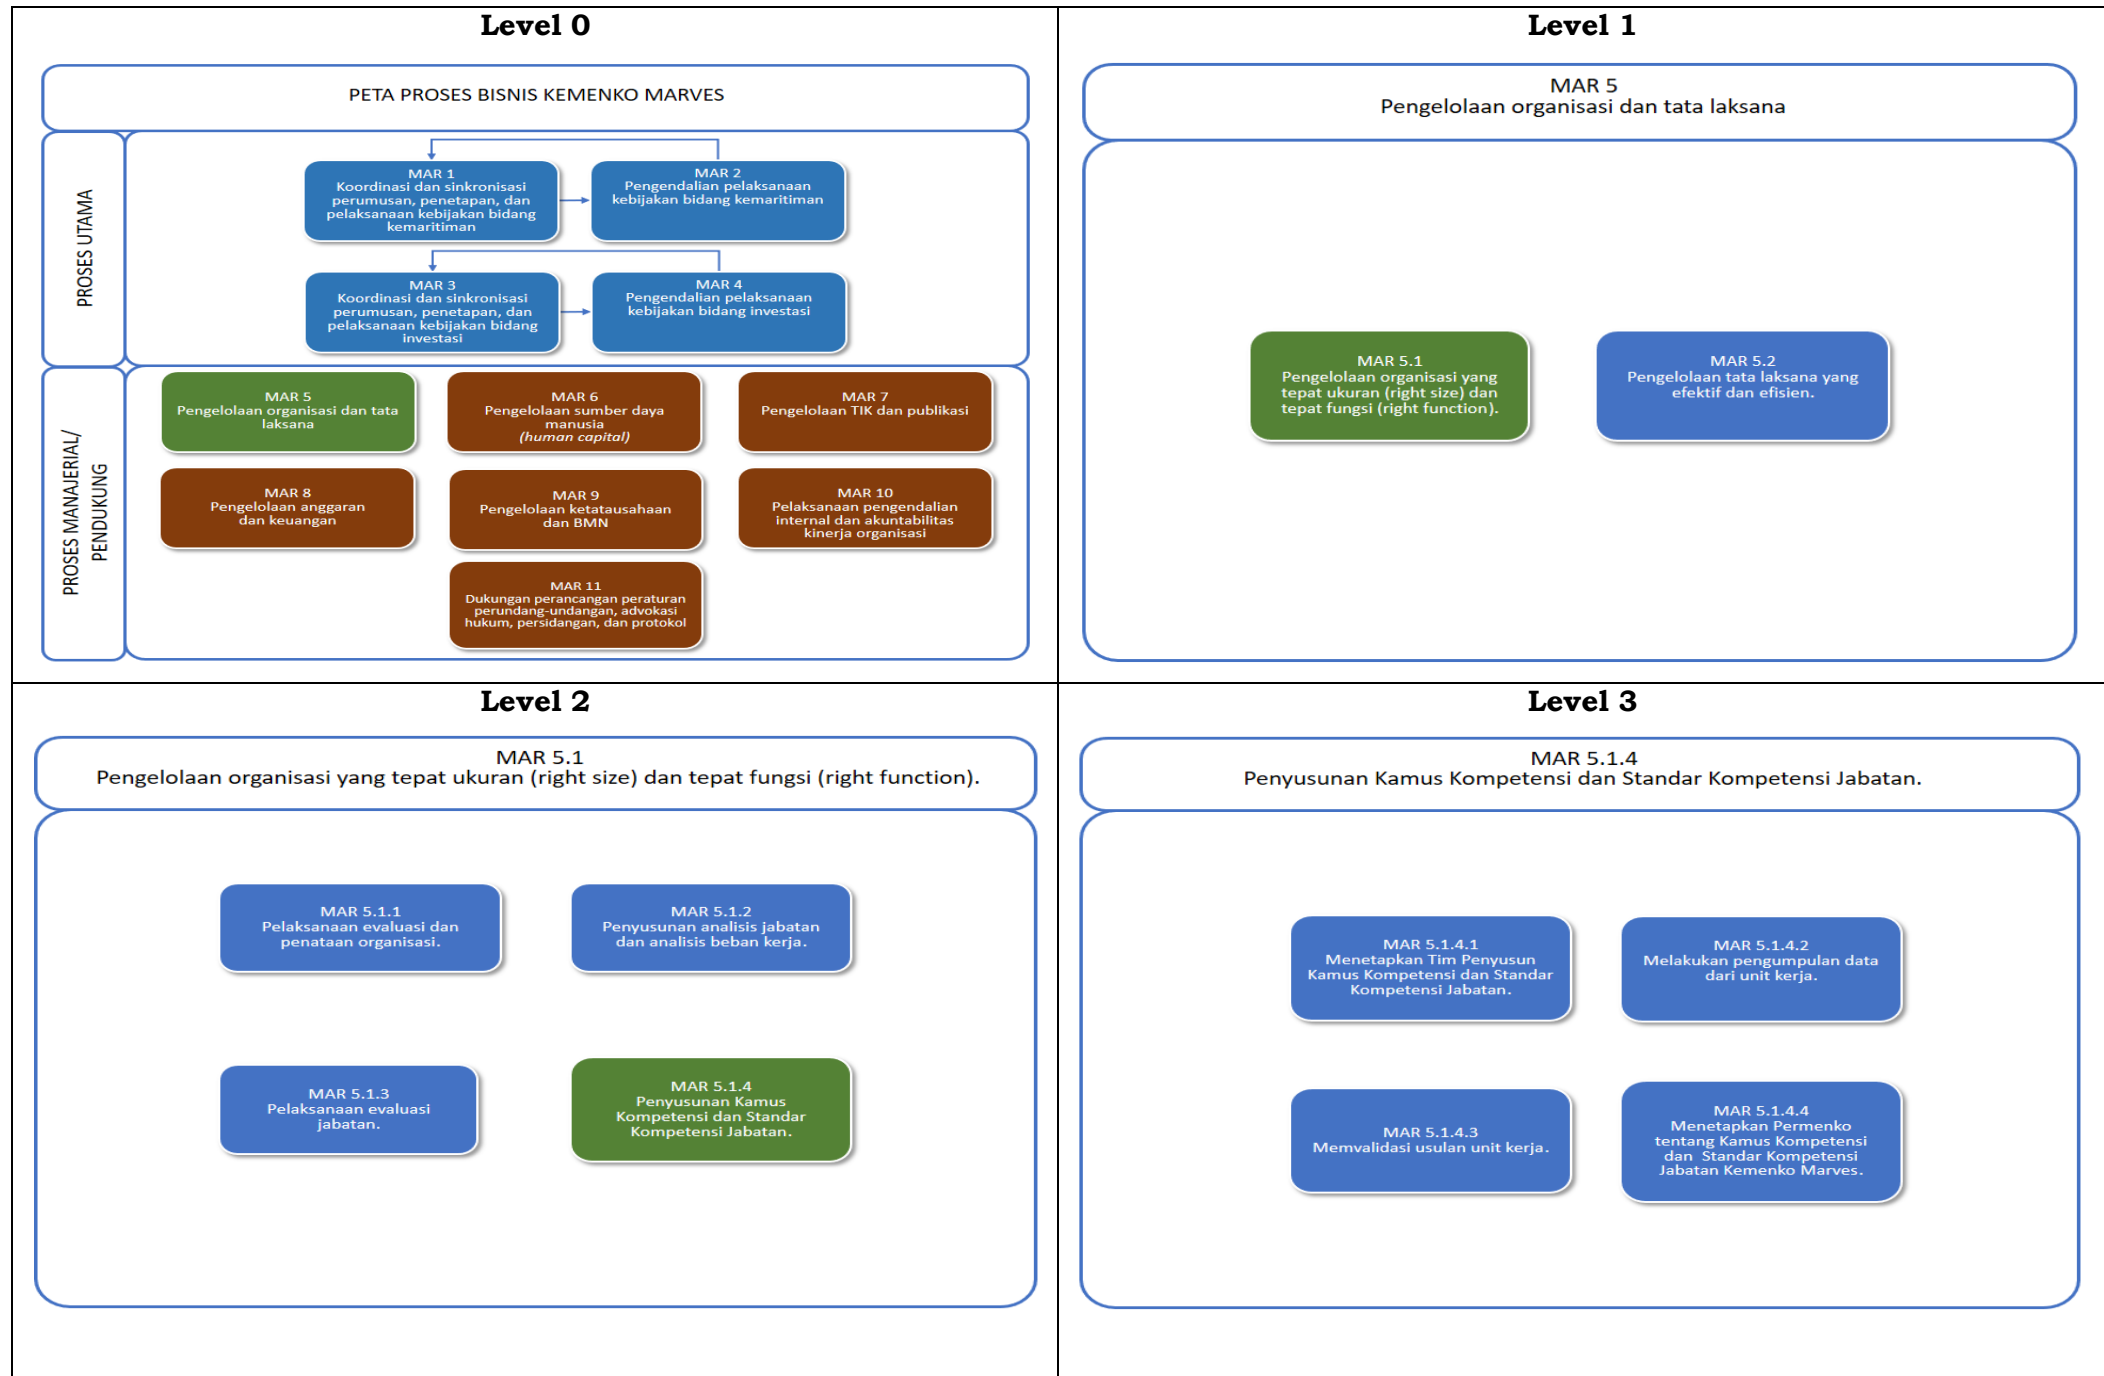 Level 0
PETA PROSES BISNIS KEMENKO MARVES
PROSES UTAMA
MAR 1
Koordinasi dan sinkronisasi
perumusan, penetapan, dan
pelaksanaan kebijakan bidang
kemaritiman
MAR 2
Pengendalian pelaksanaan
kebijakan bidang kemaritiman
MAR 3
Koordinasi dan sinkronisasi
perumusan, penetapan, dan
pelaksanaan kebijakan bidang
investasi
MAR 4
Pengendalian pelaksanaan
kebijakan bidang investasi
PROSES MANAJERIAL/
PENDUKUNG
MAR 5
Pengelolaan organisasi dan tata
laksana
MAR 6
Pengelolaan sumber daya
manusia
(human capital)
MAR 7
Pengelolaan TIK dan publikasi
MAR 8
Pengelolaan anggaran
dan keuangan
MAR 9
Pengelolaan ketatausahaan
dan BMN
MAR 10
Pelaksanaan pengendalian
internal dan akuntabilitas
kinerja organisasi
MAR 11
Dukungan perancangan peraturan
perundang-undangan, advokasi
hukum, persidangan, dan protokol
Level 1
MAR 5
Pengelolaan organisasi dan tata laksana
MAR 5.1
Pengelolaan organisasi yang
tepat ukuran (right size) dan
tepat fungsi (right function).
MAR 5.2
Pengelolaan tata laksana yang
efektif dan efisien.
Level 2
MAR 5.1
Pengelolaan organisasi yang tepat ukuran (right size) dan tepat fungsi (right function).
MAR 5.1.1
Pelaksanaan evaluasi dan
penataan organisasi.
MAR 5.1.2
Penyusunan analisis jabatan
dan analisis beban kerja.
MAR 5.1.3
Pelaksanaan evaluasi
jabatan.
MAR 5.1.4
Penyusunan Kamus
Kompetensi dan Standar
Kompetensi Jabatan.
Level 3
MAR 5.1.4
Penyusunan Kamus Kompetensi dan Standar Kompetensi Jabatan.
MAR 5.1.4.1
Menetapkan Tim Penyusun
Kamus Kompetensi dan Standar
Kompetensi Jabatan.
MAR 5.1.4.2
Melakukan pengumpulan data
dari unit kerja.
MAR 5.1.4.3
Memvalidasi usulan unit kerja.
MAR 5.1.4.4
Menetapkan Permenko
tentang Kamus Kompetensi
dan Standar Kompetensi
Jabatan Kemenko Marves.